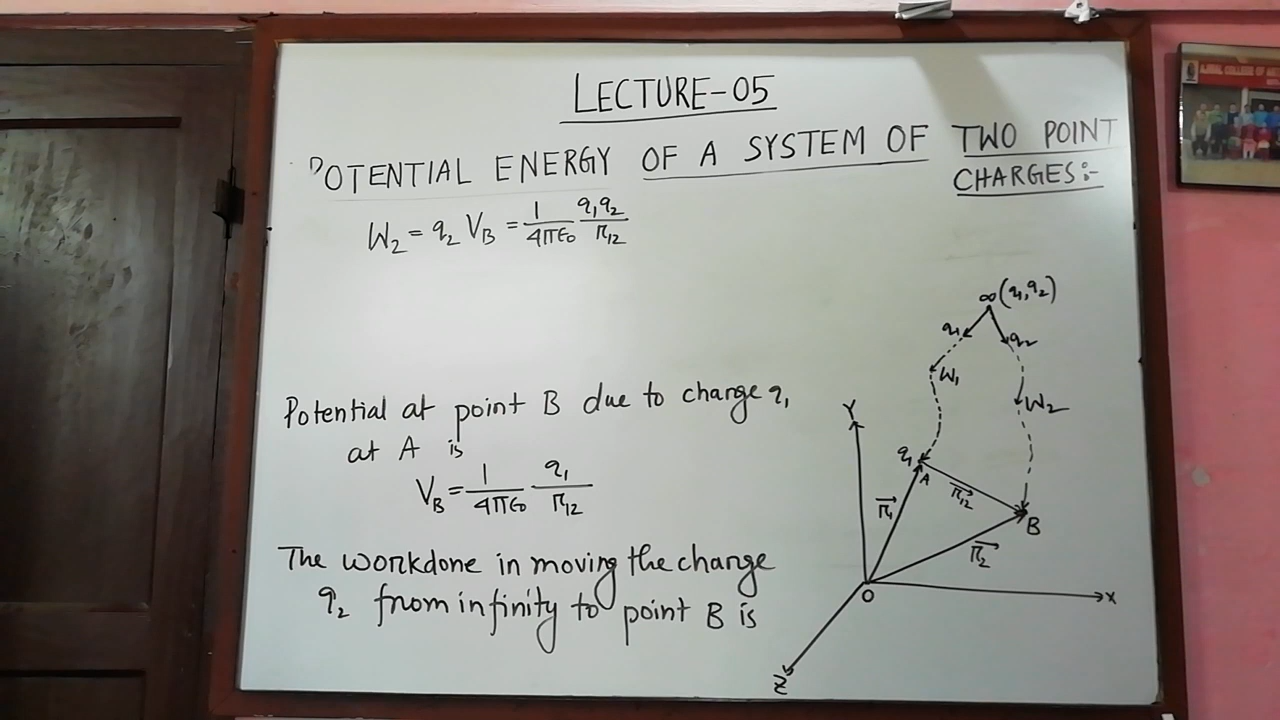 LECTURE-05
POTENTIAL ENERGY OF A SYSTEM OF TWO POINT
CHARGES:-
W₂ = q₂ V_B = 1/4πε₀ q₁q₂/r₁₂
Potential at point B due to charge q₁
at A is
V_B = 1/4πε₀ q₁/r₁₂
The workdone in moving the charge
q₂ from infinity to point B is
∞(q₁,q₂)
q₁ q₂
W₁
W₂
Y
q₁
A
r₁₂
r₁
B
r₂
O
X
Z